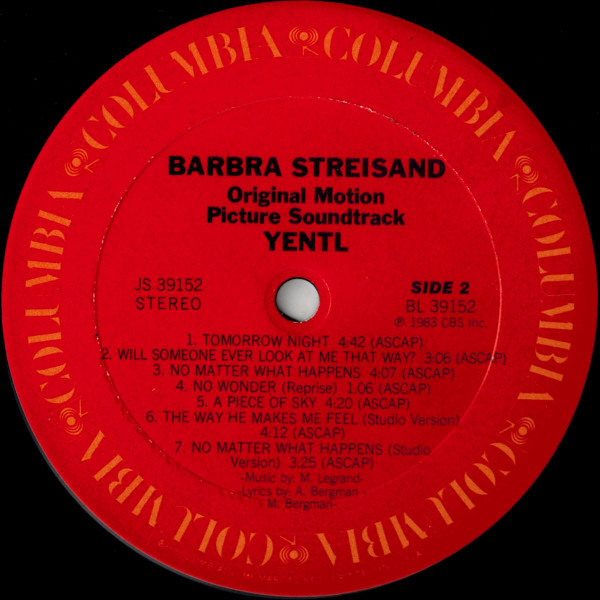 COLUMBIA COLUMBIA COLUMBIA COLUMBIA COLUMBIA COLUMBIA
BARBRA STREISAND
Original Motion
Picture Soundtrack
YENTL
JS 39152
STEREO
SIDE 2
BL 39152
℗ 1983 CBS Inc.
1. TOMORROW NIGHT 4:42 (ASCAP)
2. WILL SOMEONE EVER LOOK AT ME THAT WAY? 3:06 (ASCAP)
3. NO MATTER WHAT HAPPENS 4:07 (ASCAP)
4. NO WONDER (Reprise) 1:06 (ASCAP)
5. A PIECE OF SKY 4:20 (ASCAP)
6. THE WAY HE MAKES ME FEEL (Studio Version)
4:12 (ASCAP)
7. NO MATTER WHAT HAPPENS (Studio
Version) 3:25 (ASCAP)
-Music by: M. Legrand-
-Lyrics by: A. Bergman -
M. Bergman-